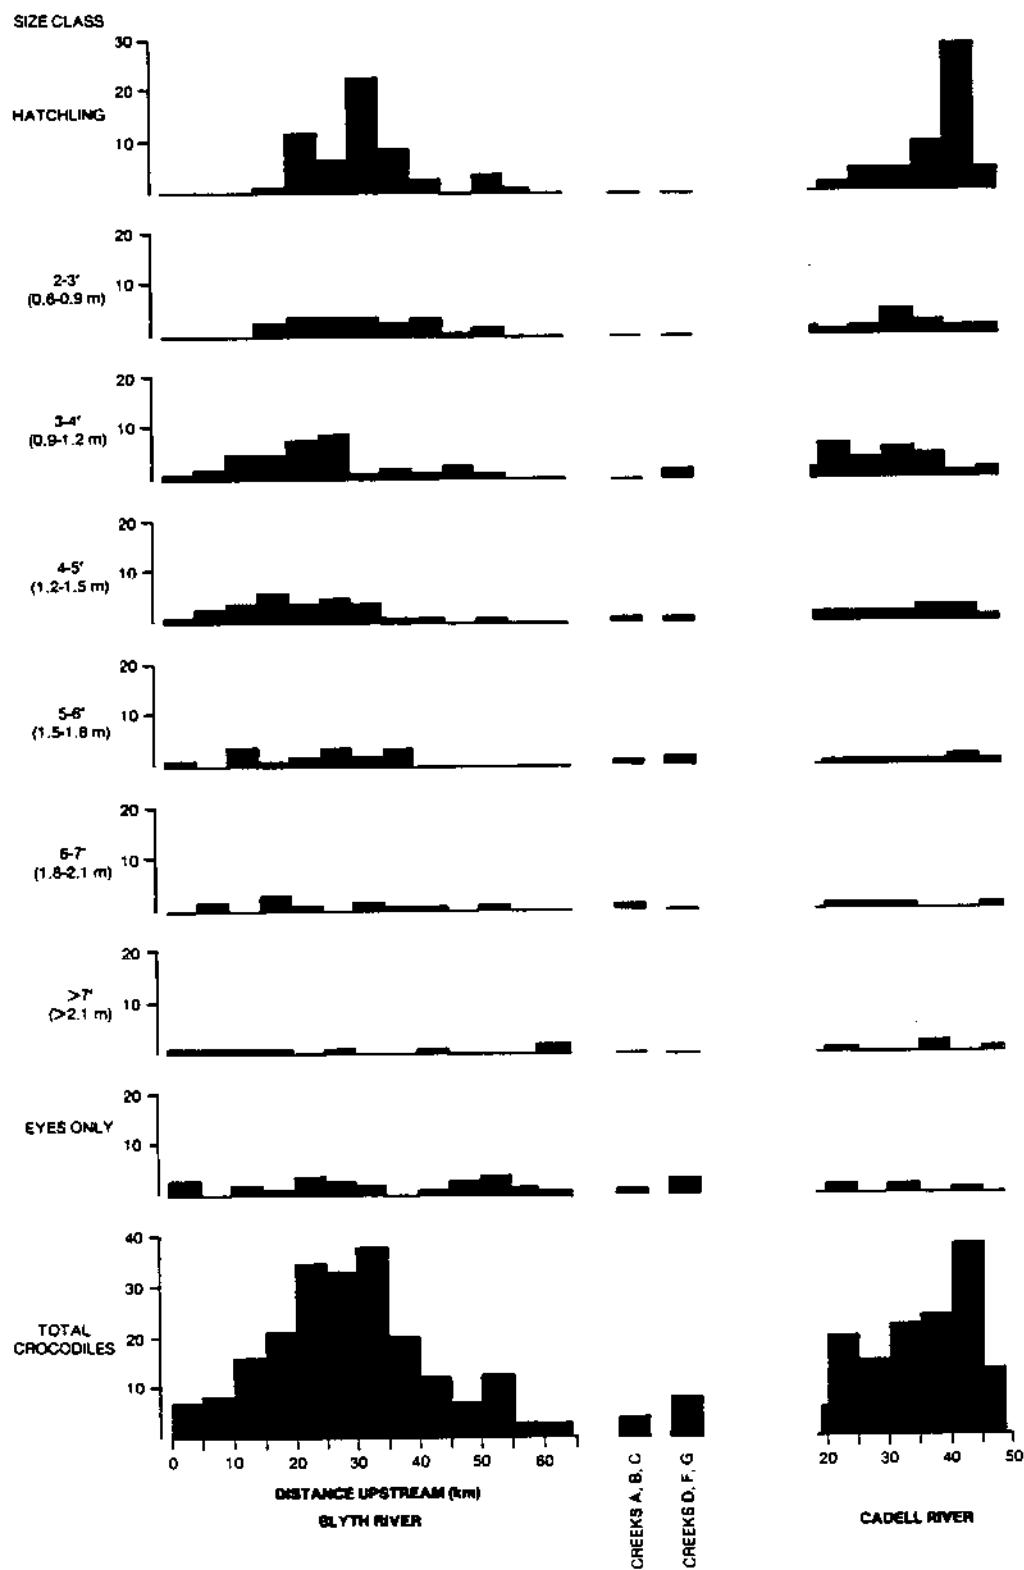 SIZE CLASS
30
20
10
HATCHLING
20
10
2-3'
(0.6-0.9 m)
20
10
3-4'
(0.9-1.2 m)
20
10
4-5'
(1.2-1.5 m)
20
10
5-6'
(1.5-1.8 m)
20
10
6-7'
(1.8-2.1 m)
20
10
>7'
(>2.1 m)
20
10
EYES ONLY
40
30
20
10
TOTAL
CROCODILES
0 10 20 30 40 50 60
DISTANCE UPSTREAM (km)
BLYTH RIVER
CREEKS A, B, C
CREEKS D, F, G
20 30 40 50
CADELL RIVER